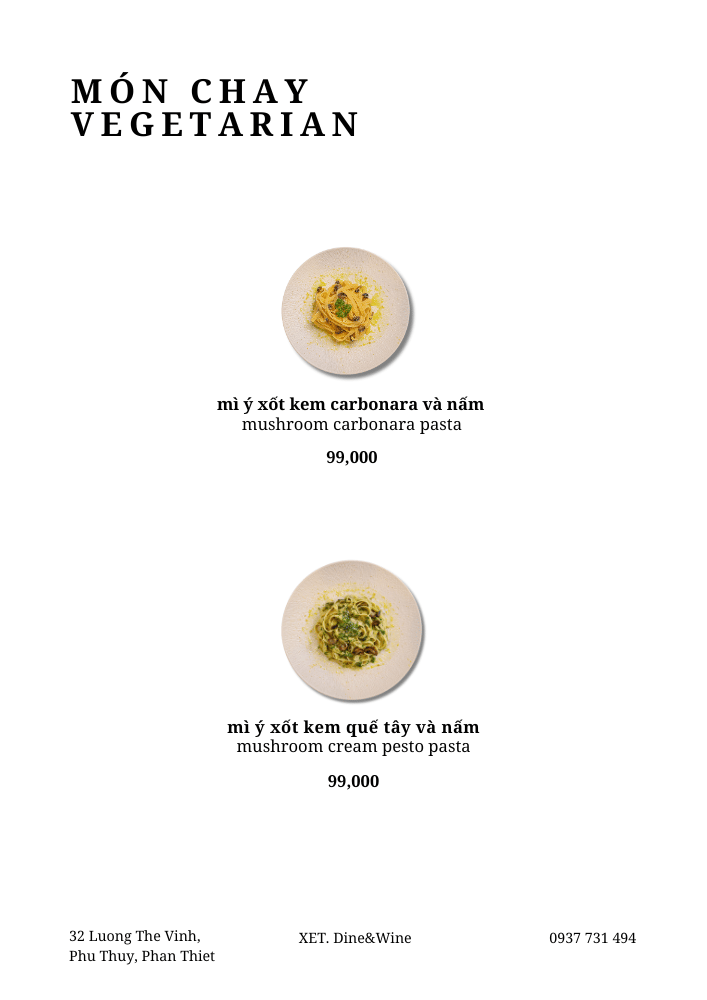 MÓN CHAY
VEGETARIAN
mì ý xốt kem carbonara và nấm
mushroom carbonara pasta
99,000
mì ý xốt kem quế tây và nấm
mushroom cream pesto pasta
99,000
32 Luong The Vinh,
Phu Thuy, Phan Thiet
XET. Dine&Wine
0937 731 494